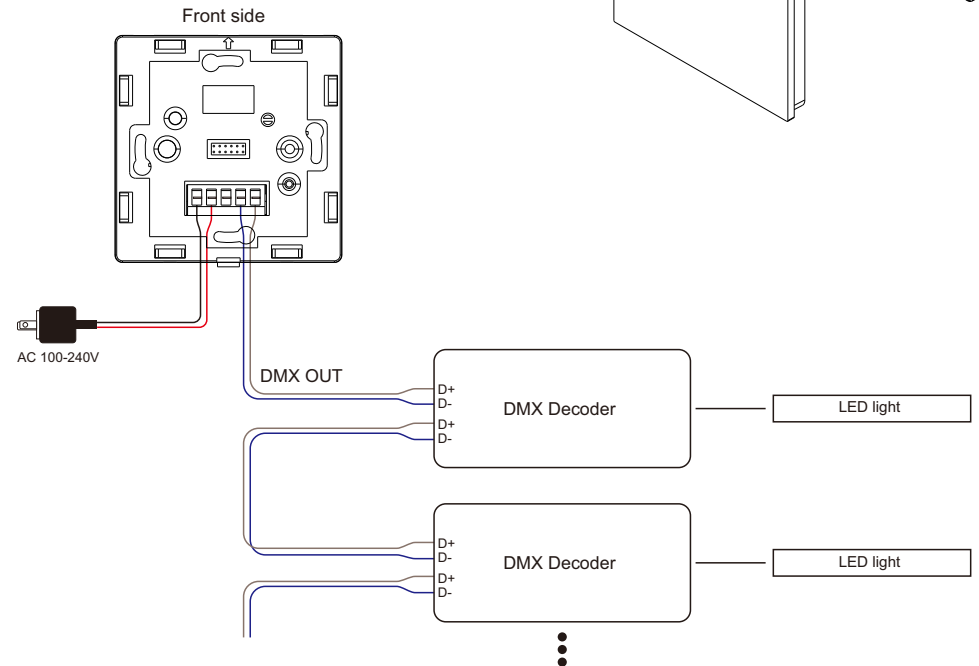 Front side
AC 100-240V
DMX OUT
D+
D-
D+
D-
DMX Decoder
LED light
D+
D-
D+
D-
DMX Decoder
LED light